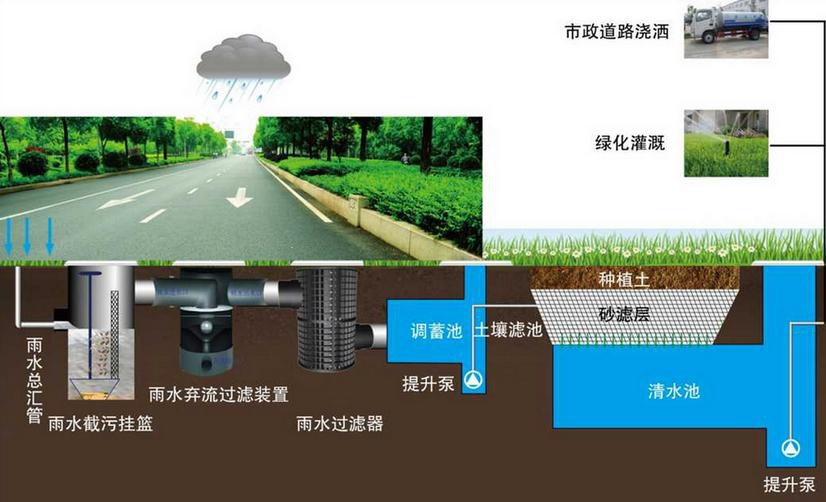 市政道路浇洒
绿化灌溉
种植土
砂滤层
调蓄池
土壤滤池
提升泵
清水池
雨水总汇管
雨水弃流过滤装置
雨水截污挂篮
雨水过滤器
提升泵